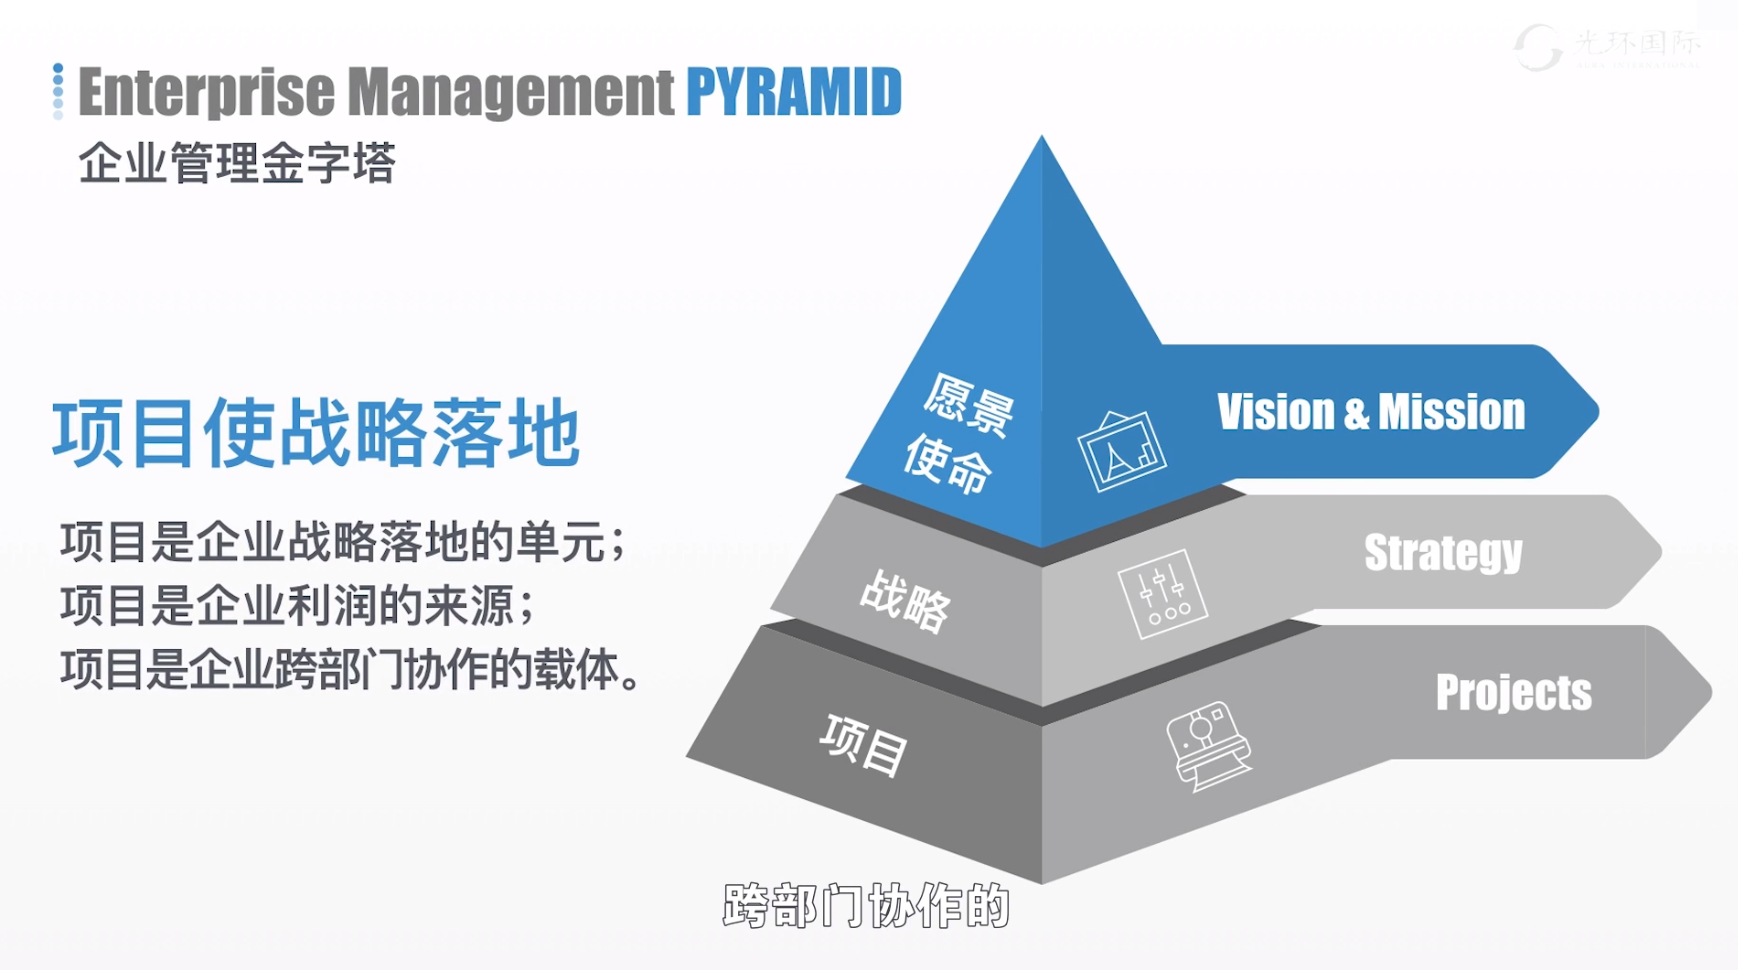 光环国际
Enterprise Management PYRAMID
企业管理金字塔
愿景
使命
Vision & Mission
项目使战略落地
项目是企业战略落地的单元；
项目是企业利润的来源；
项目是企业跨部门协作的载体。
战略
Strategy
项目
Projects
跨部门协作的